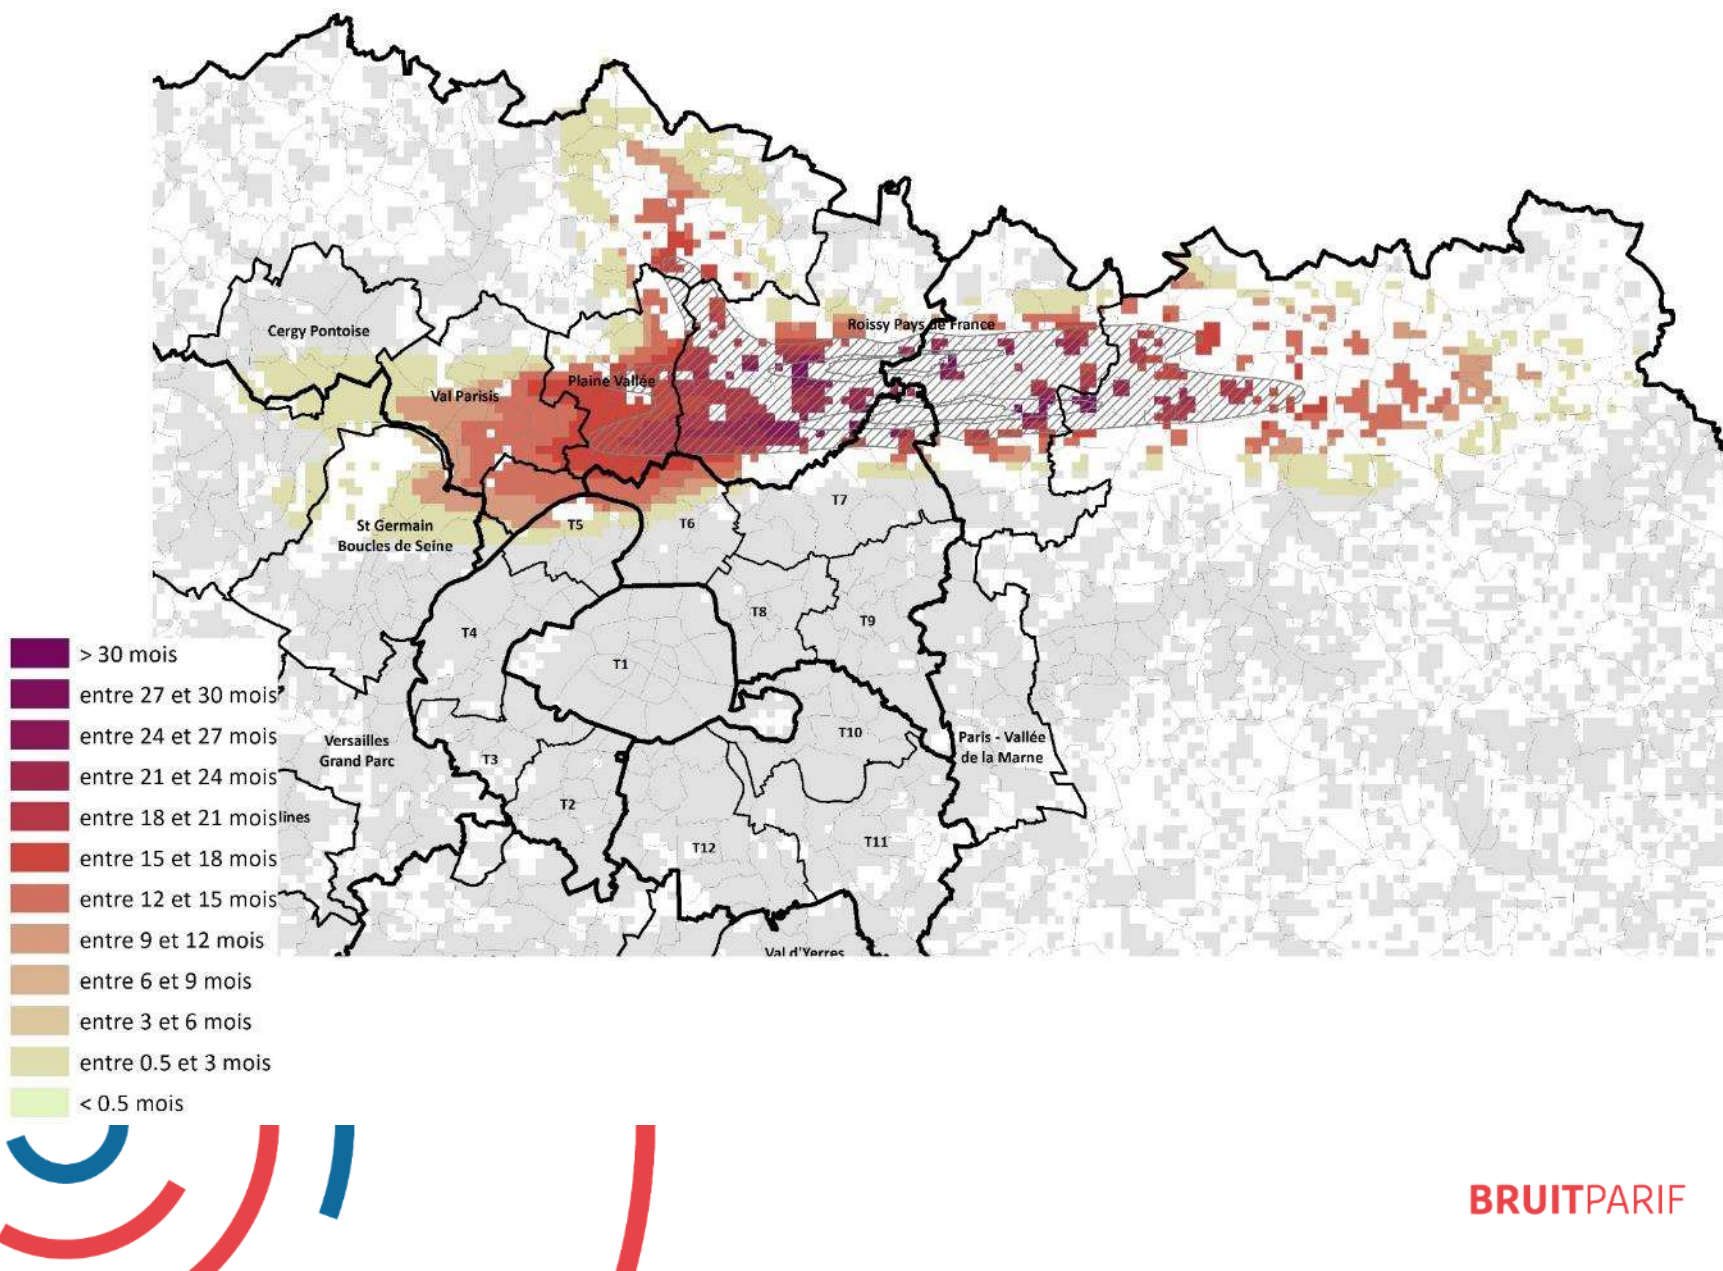 Cergy Pontoise
Roissy Pays de France
Plaine Vallée
Val Parisis
T7
St Germain
Boucles de Seine
T5
T6
T8
T9
T4
T1
Versailles
Grand Parc
T10
Paris - Vallée
de la Marne
T3
T2
lines
T12
T11
Val d'Yerres
> 30 mois
entre 27 et 30 mois
entre 24 et 27 mois
entre 21 et 24 mois
entre 18 et 21 mois
entre 15 et 18 mois
entre 12 et 15 mois
entre 9 et 12 mois
entre 6 et 9 mois
entre 3 et 6 mois
entre 0.5 et 3 mois
< 0.5 mois
BRUITPARIF